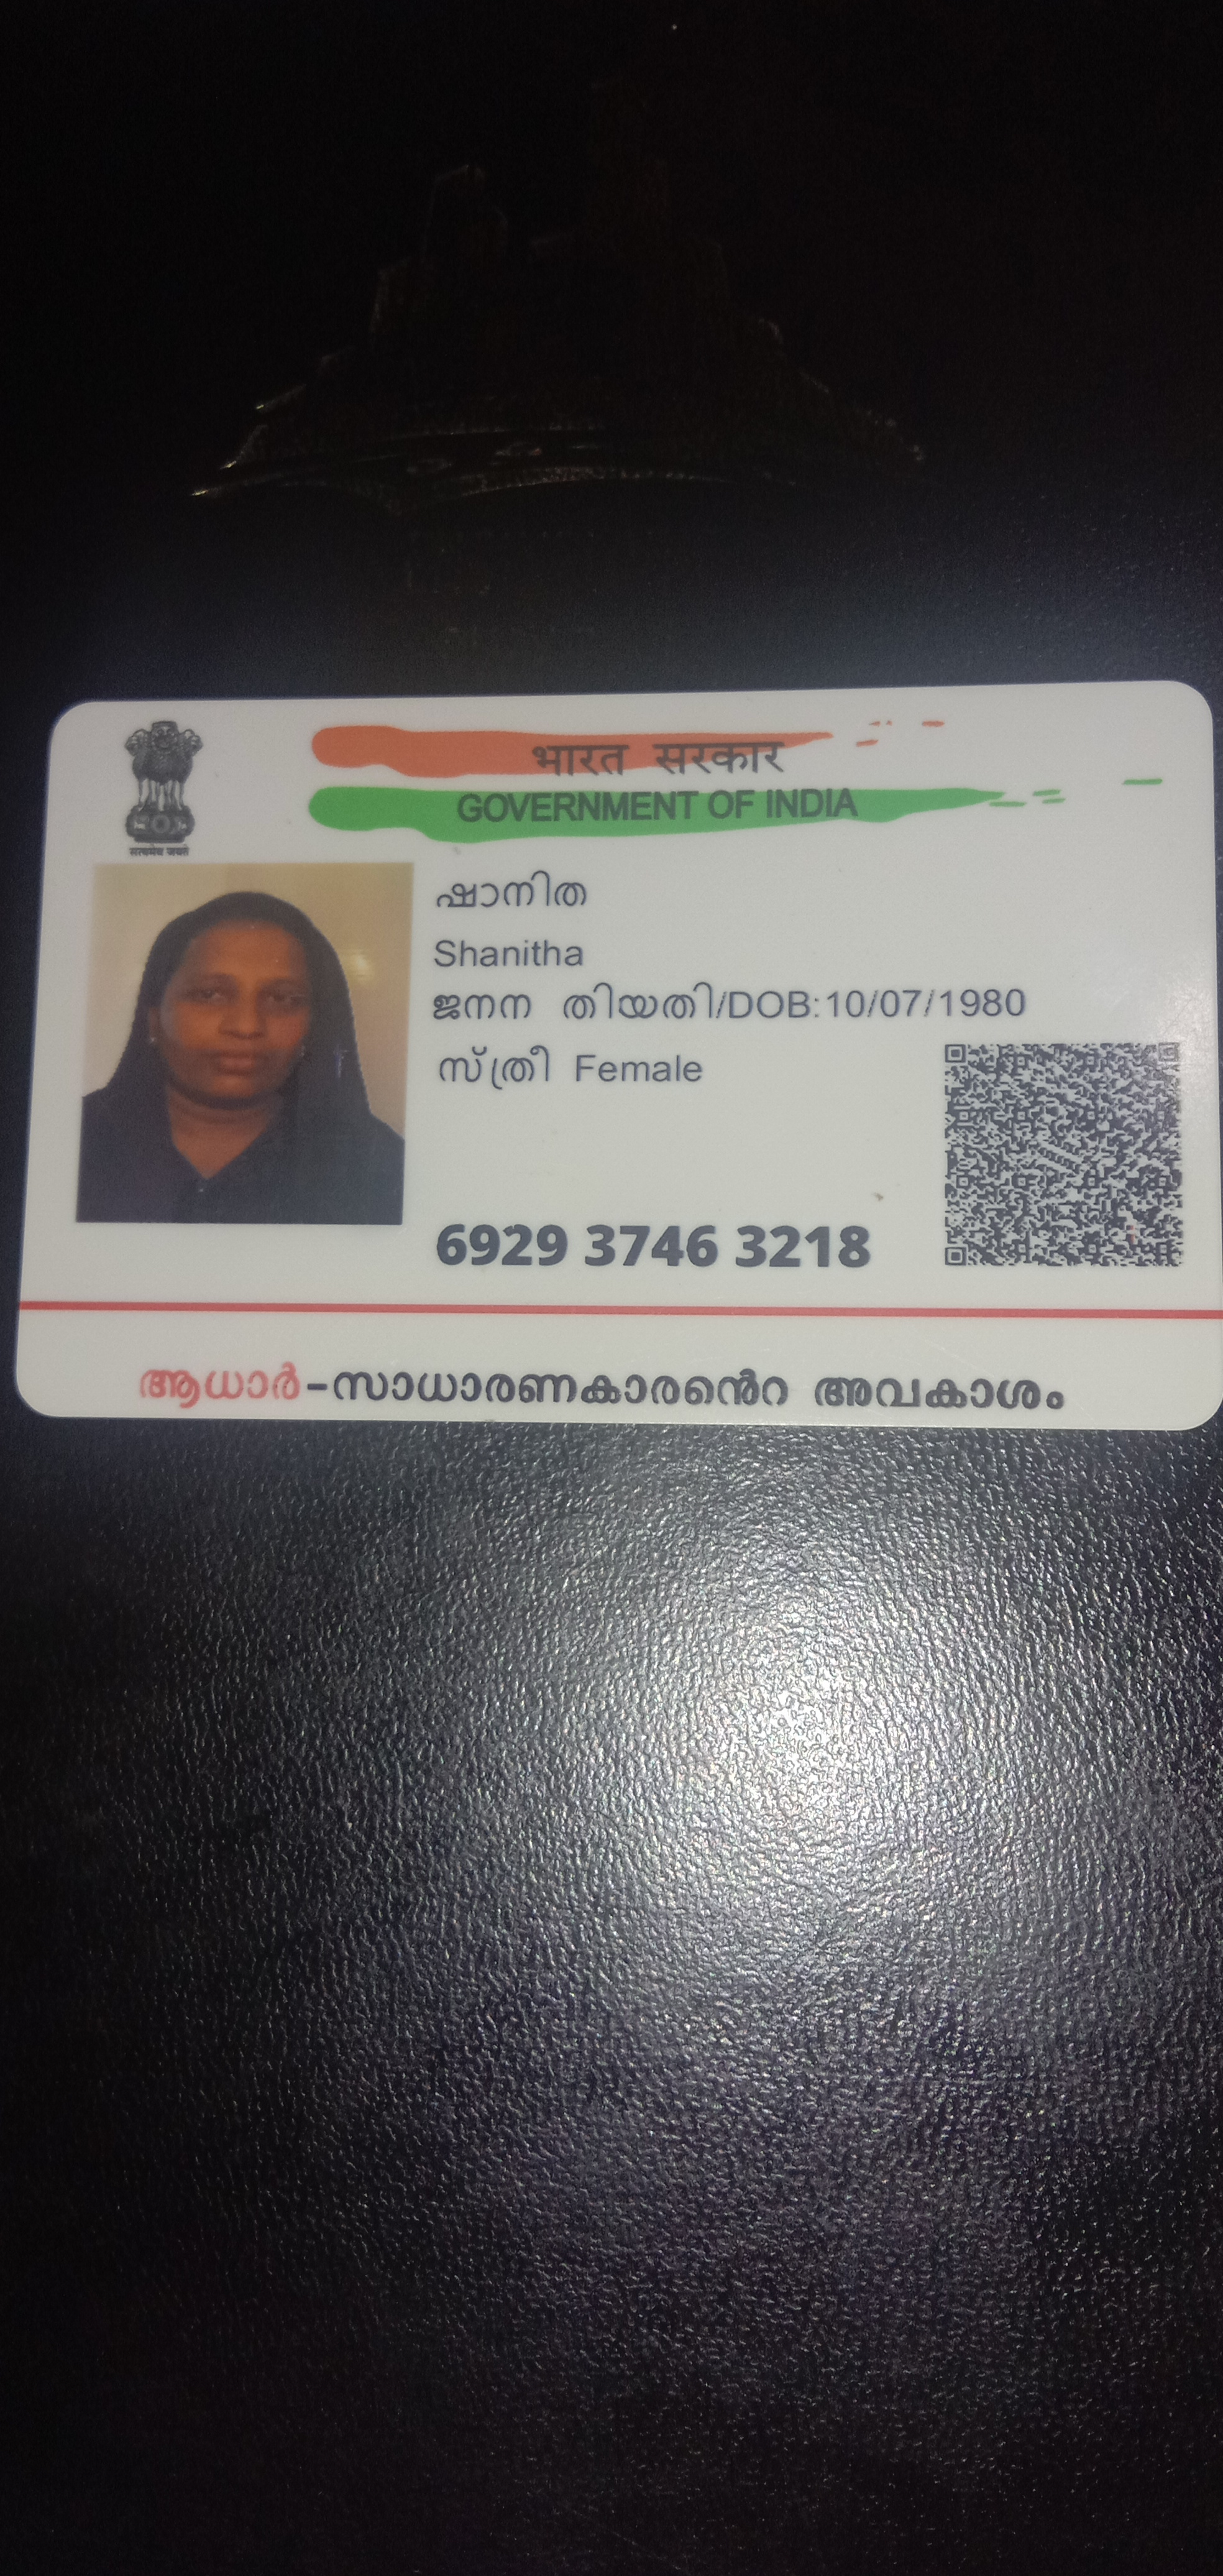 भारत सरकार
GOVERNMENT OF INDIA
सत्यमेव जयते
ഷാനിത
Shanitha
ജനന തിയതി/DOB:10/07/1980
സ്ത്രീ Female
6929 3746 3218
ആധാർ-സാധാരണകാരൻെറ അവകാശം